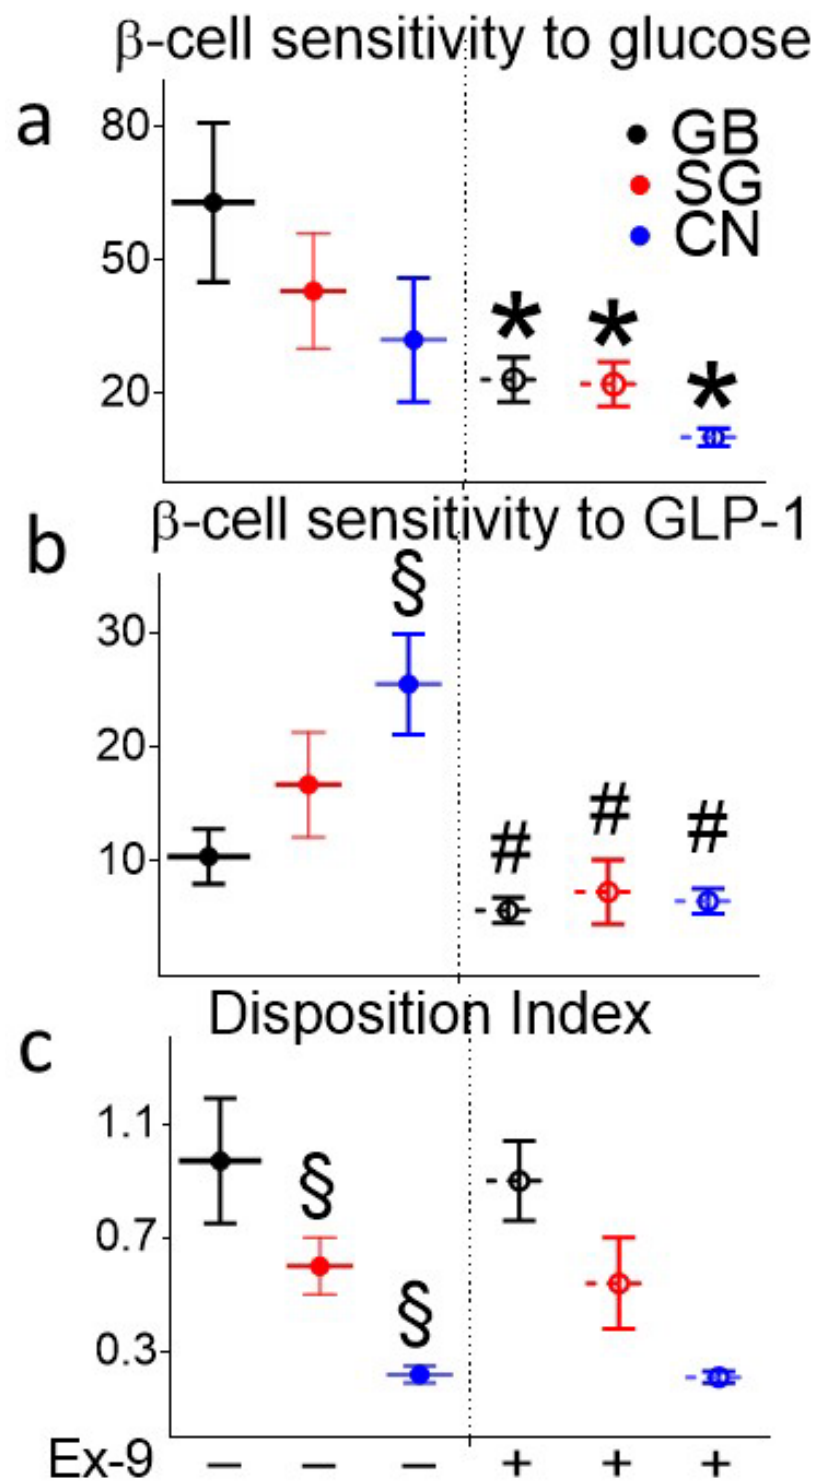 β-cell sensitivity to glucose
a
80
50
20
GB
SG
CN
* * *
β-cell sensitivity to GLP-1
b
30
20
10
§
# # #
Disposition Index
c
1.1
0.7
0.3
§
§
Ex-9 – – – + + +